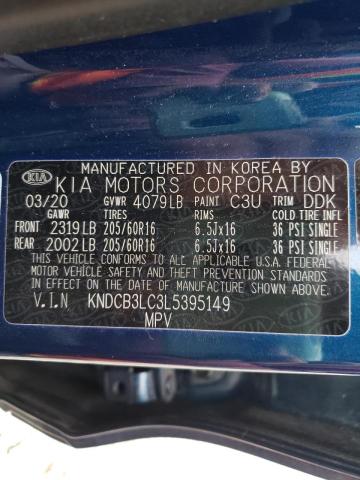 MANUFACTURED IN KOREA BY
KIA KIA MOTORS CORPORATION
03/20 GVWR 4079LB PAINT C3U TRIM DDK
GAWR TIRES RIMS COLD TIRE INFL
FRONT 2319LB 205/60R16 6.5Jx16 36 PSI SINGLE
REAR 2002LB 205/60R16 6.5Jx16 36 PSI SINGLE
THIS VEHICLE CONFORMS TO ALL APPLICABLE U.S.A. FEDERAL
MOTOR VEHICLE SAFETY, BUMPER, AND THEFT PREVENTION
STANDARDS IN EFFECT ON THE DATE OF MANUFACTURE SHOWN ABOVE.
V.I.N KNDCB3LC3L5395149
MPV